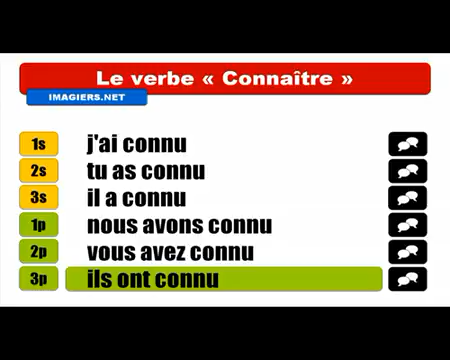 Le verbe « Connaître »
IMAGIERS.NET
1s j'ai connu
2s tu as connu
3s il a connu
1p nous avons connu
2p vous avez connu
3p ils ont connu